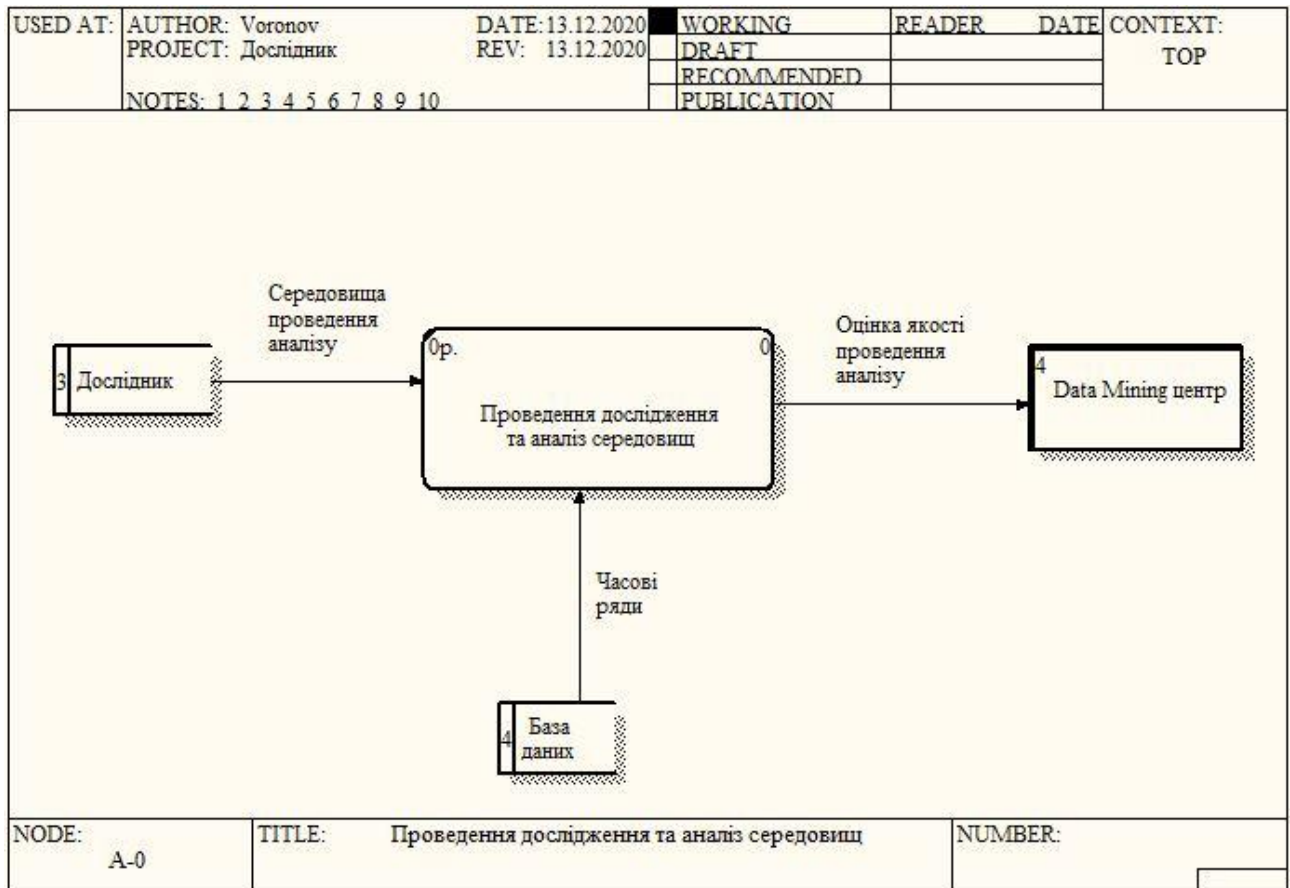 USED AT:
AUTHOR: Voronov
DATE: 13.12.2020
PROJECT: Дослідник
REV: 13.12.2020
NOTES: 1 2 3 4 5 6 7 8 9 10
WORKING
DRAFT
RECOMMENDED
PUBLICATION
READER
DATE
CONTEXT:
TOP
Середовища
проведення
аналізу
3 Дослідник
0р.
0
Проведення дослідження
та аналіз середовищ
Оцінка якості
проведення
аналізу
4
Data Mining центр
Часові
ряди
4
База
даних
NODE:
A-0
TITLE: Проведення дослідження та аналіз середовищ
NUMBER: